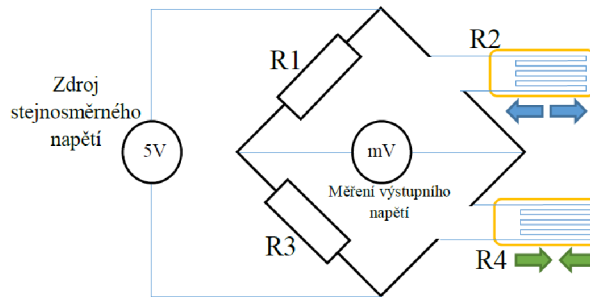 R1
R2
Zdroj
stejnosměrného
napětí
5V
mV
Měření výstupního
napětí
R3
R4